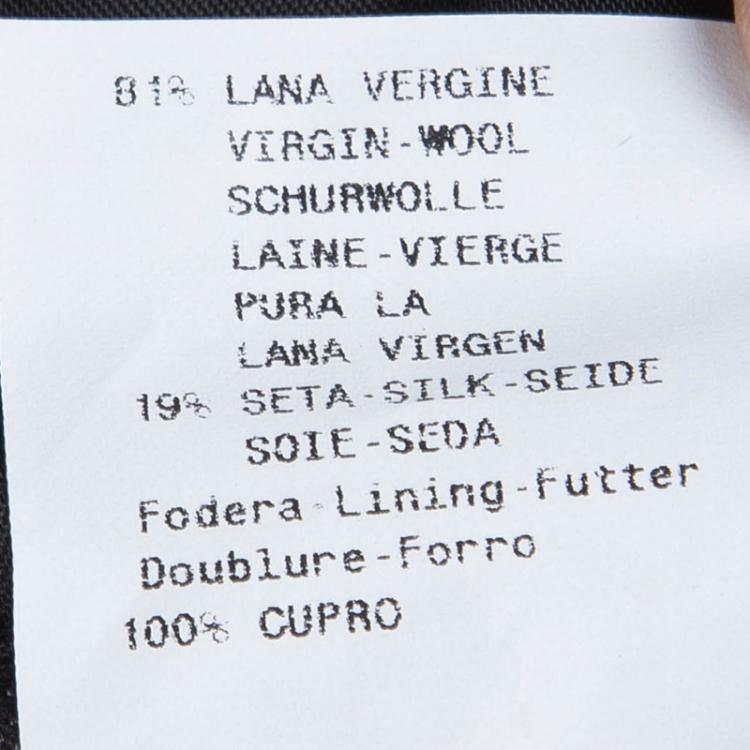 81% LANA VERGINE
VIRGIN-WOOL
SCHURWOLLE
LAINE-VIERGE
PURA LA
LANA VIRGEN
19% SETA-SILK-SEIDE
SOIE-SEDA
Fodera-Lining-Futter
Doublure-Forro
100% CUPRO